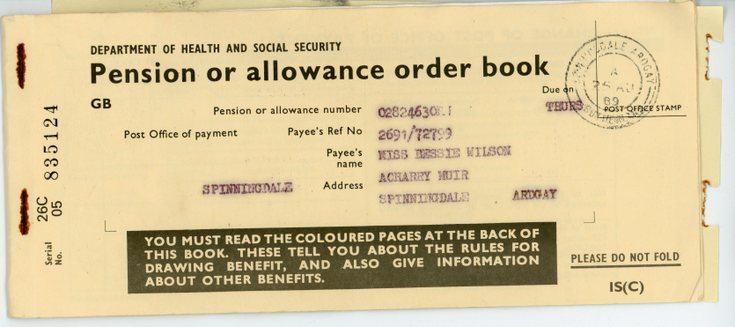 DEPARTMENT OF HEALTH AND SOCIAL SECURITY
Pension or allowance order book
GB
Due on THURS
POST OFFICE STAMP
Pension or allowance number
Post Office of payment Payee's Ref No 2691/72799
Payee's name MISS BESSIE WILSON
SPINNINGDALE Address ACHARRY MUIR
SPINNINGDALE ARDGAY
Serial No. 26C 05 835124
YOU MUST READ THE COLOURED PAGES AT THE BACK OF
THIS BOOK. THESE TELL YOU ABOUT THE RULES FOR
DRAWING BENEFIT, AND ALSO GIVE INFORMATION
ABOUT OTHER BENEFITS.
PLEASE DO NOT FOLD
IS(C)